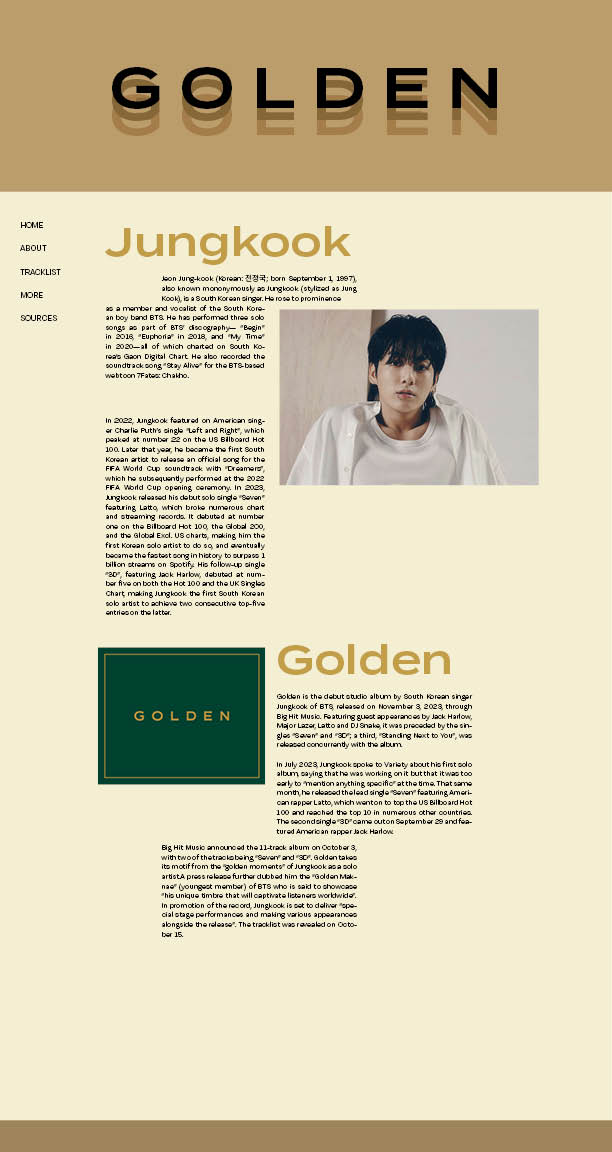 GOLDEN
HOME
ABOUT
TRACKLIST
MORE
SOURCES
Jungkook
Jeon Jung-kook (Korean: 전정국; born September 1, 1997),
also known mononymously as Jungkook (stylized as Jung
Kook), is a South Korean singer. He rose to prominence
as a member and vocalist of the South Kore-
an boy band BTS. He has performed three solo
songs as part of BTS' discography— "Begin"
in 2016, "Euphoria" in 2018, and "My Time"
in 2020—all of which charted on South Ko-
rea's Gaon Digital Chart. He also recorded the
soundtrack song "Stay Alive" for the BTS-based
webtoon 7Fates: Chakho.
In 2022, Jungkook featured on American sing-
er Charlie Puth's single "Left and Right", which
peaked at number 22 on the US Billboard Hot
100. Later that year, he became the first South
Korean artist to release an official song for the
FIFA World Cup soundtrack with "Dreamers",
which he subsequently performed at the 2022
FIFA World Cup opening ceremony. In 2023,
Jungkook released his debut solo single "Seven"
featuring Latto, which broke numerous chart
and streaming records. It debuted at number
one on the Billboard Hot 100, the Global 200,
and the Global Excl. US charts, making him the
first Korean solo artist to do so, and eventually
became the fastest song in history to surpass 1
billion streams on Spotify. His follow-up single
"3D", featuring Jack Harlow, debuted at num-
ber five on both the Hot 100 and the UK Singles
Chart, making Jungkook the first South Korean
solo artist to achieve two consecutive top-five
entries on the latter.
GOLDEN
Golden
Golden is the debut studio album by South Korean singer
Jungkook of BTS, released on November 3, 2023, through
Big Hit Music. Featuring guest appearances by Jack Harlow,
Major Lazer, Latto and DJ Snake, it was preceded by the sin-
gles "Seven" and "3D"; a third, "Standing Next to You", was
released concurrently with the album.
In July 2023, Jungkook spoke to Variety about his first solo
album, saying that he was working on it but that it was too
early to "mention anything specific" at the time. That same
month, he released the lead single "Seven" featuring Ameri-
can rapper Latto, which went on to top the US Billboard Hot
100 and reached the top 10 in numerous other countries.
The second single "3D" came out on September 29 and fea-
tured American rapper Jack Harlow.
Big Hit Music announced the 11-track album on October 3,
with two of the tracks being "Seven" and "3D". Golden takes
its motif from the "golden moments" of Jungkook as a solo
artist.A press release further dubbed him the "Golden Mak-
nae" (youngest member) of BTS who is said to showcase
"his unique timbre that will captivate listeners worldwide".
In promotion of the record, Jungkook is set to deliver "spe-
cial stage performances and making various appearances
alongside the release". The tracklist was revealed on Octo-
ber 15.